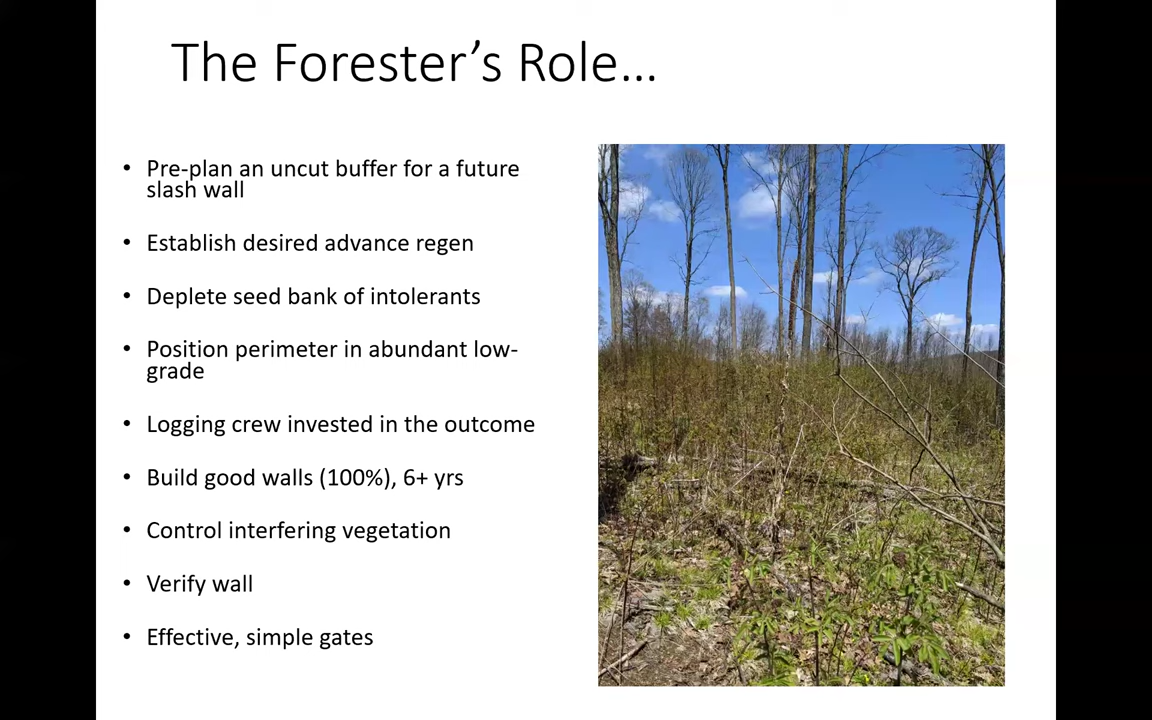 The Forester’s Role…
• Pre-plan an uncut buffer for a future
slash wall
• Establish desired advance regen
• Deplete seed bank of intolerants
• Position perimeter in abundant low-
grade
• Logging crew invested in the outcome
• Build good walls (100%), 6+ yrs
• Control interfering vegetation
• Verify wall
• Effective, simple gates